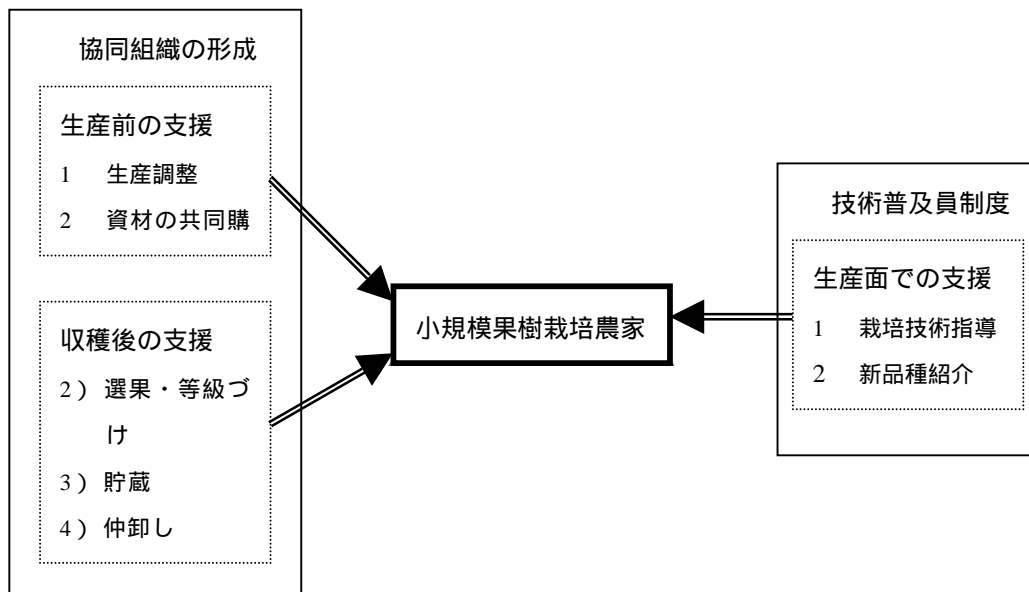 協同組織の形成
生産前の支援
1 生産調整
2 資材の共同購
収穫後の支援
2）選果・等級づ
け
3）貯蔵
4）仲卸し
小規模果樹栽培農家
技術普及員制度
生産面での支援
1 栽培技術指導
2 新品種紹介